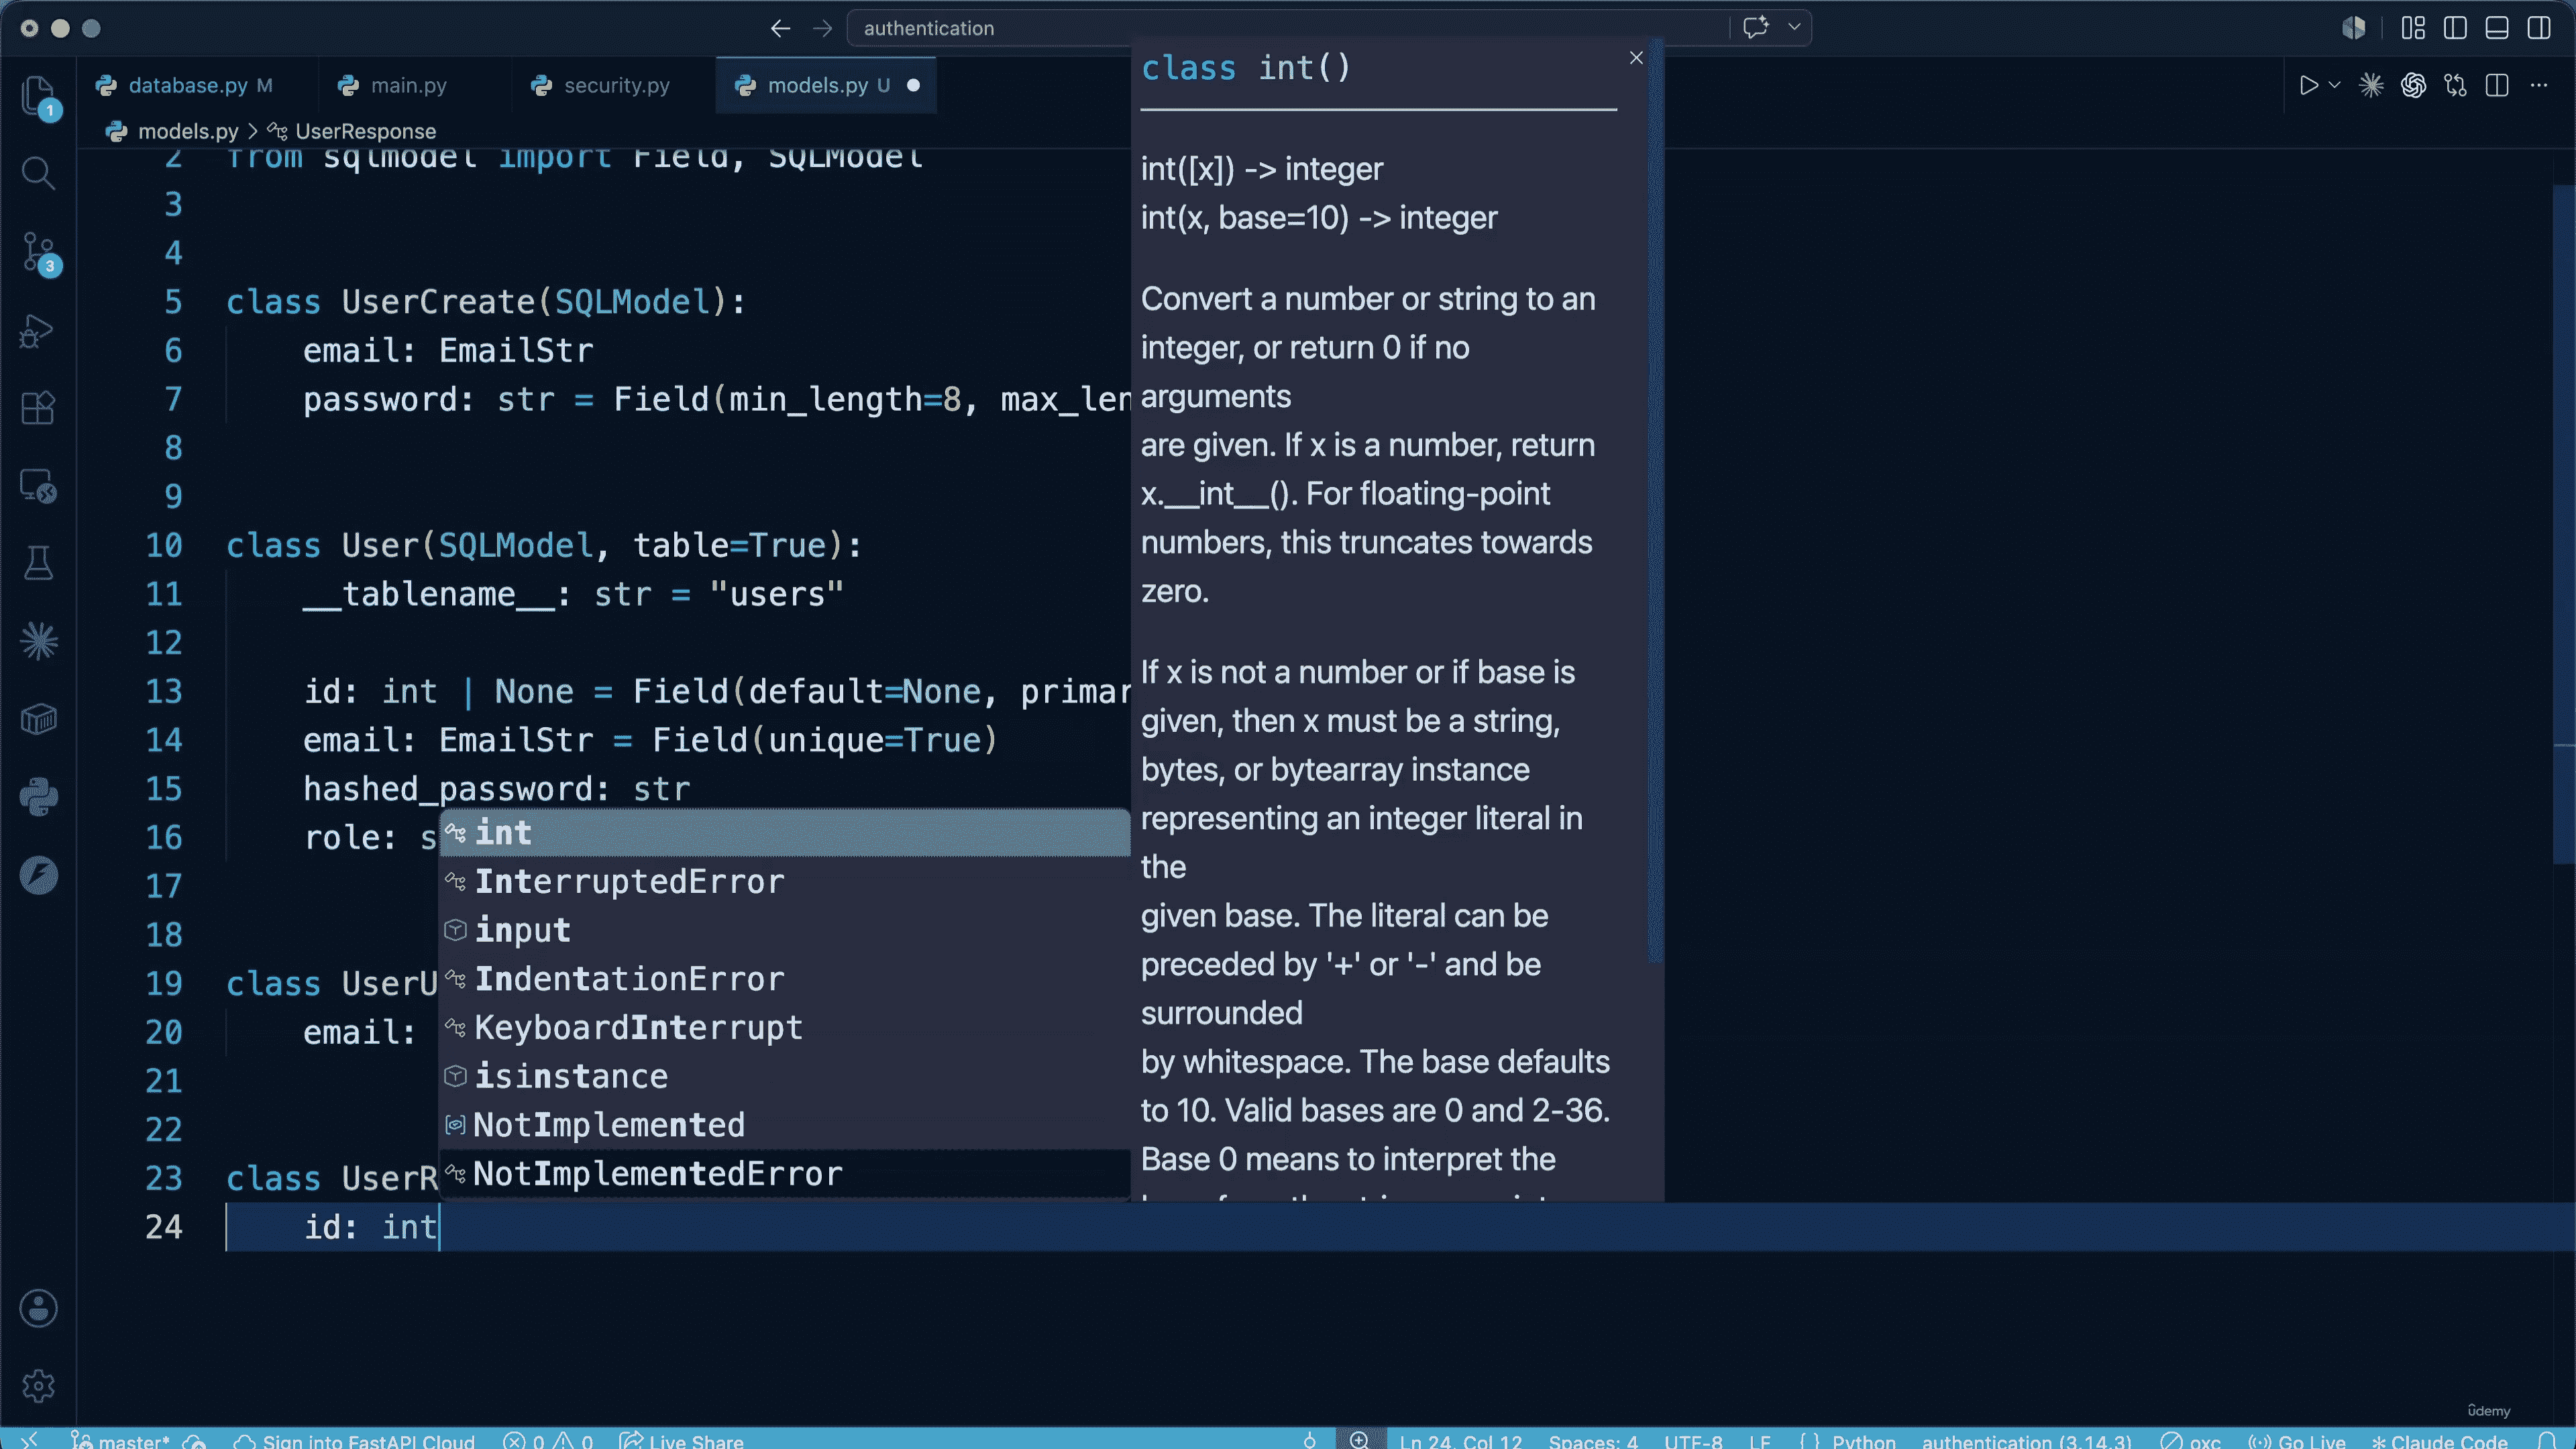 authentication
database.py M
main.py
security.py
models.py U
models.py > UserResponse
1
3
2 from sqlmodel import Field, SQLModel
3
4
5 class UserCreate(SQLModel):
6 email: EmailStr
7 password: str = Field(min_length=8, max_len
8
9
10 class User(SQLModel, table=True):
11 __tablename__: str = "users"
12
13 id: int | None = Field(default=None, primar
14 email: EmailStr = Field(unique=True)
15 hashed_password: str
16 role: s
17
18
19 class UserU
20 email:
21
22
23 class UserR
24 id: int
int
InterruptedError
input
IndentationError
KeyboardInterrupt
isinstance
NotImplemented
NotImplementedError
class int()
int([x]) -> integer
int(x, base=10) -> integer
Convert a number or string to an
integer, or return 0 if no
arguments
are given. If x is a number, return
x.__int__(). For floating-point
numbers, this truncates towards
zero.
If x is not a number or if base is
given, then x must be a string,
bytes, or bytearray instance
representing an integer literal in
the
given base. The literal can be
preceded by '+' or '-' and be
surrounded
by whitespace. The base defaults
to 10. Valid bases are 0 and 2-36.
Base 0 means to interpret the
ûdemy
master* Sign into FastAPI Cloud 0 0 Live Share Ln 24, Col 12 Spaces: 4 UTF-8 LF { } Python authentication (3.14.3) oxc Go Live Claude Code